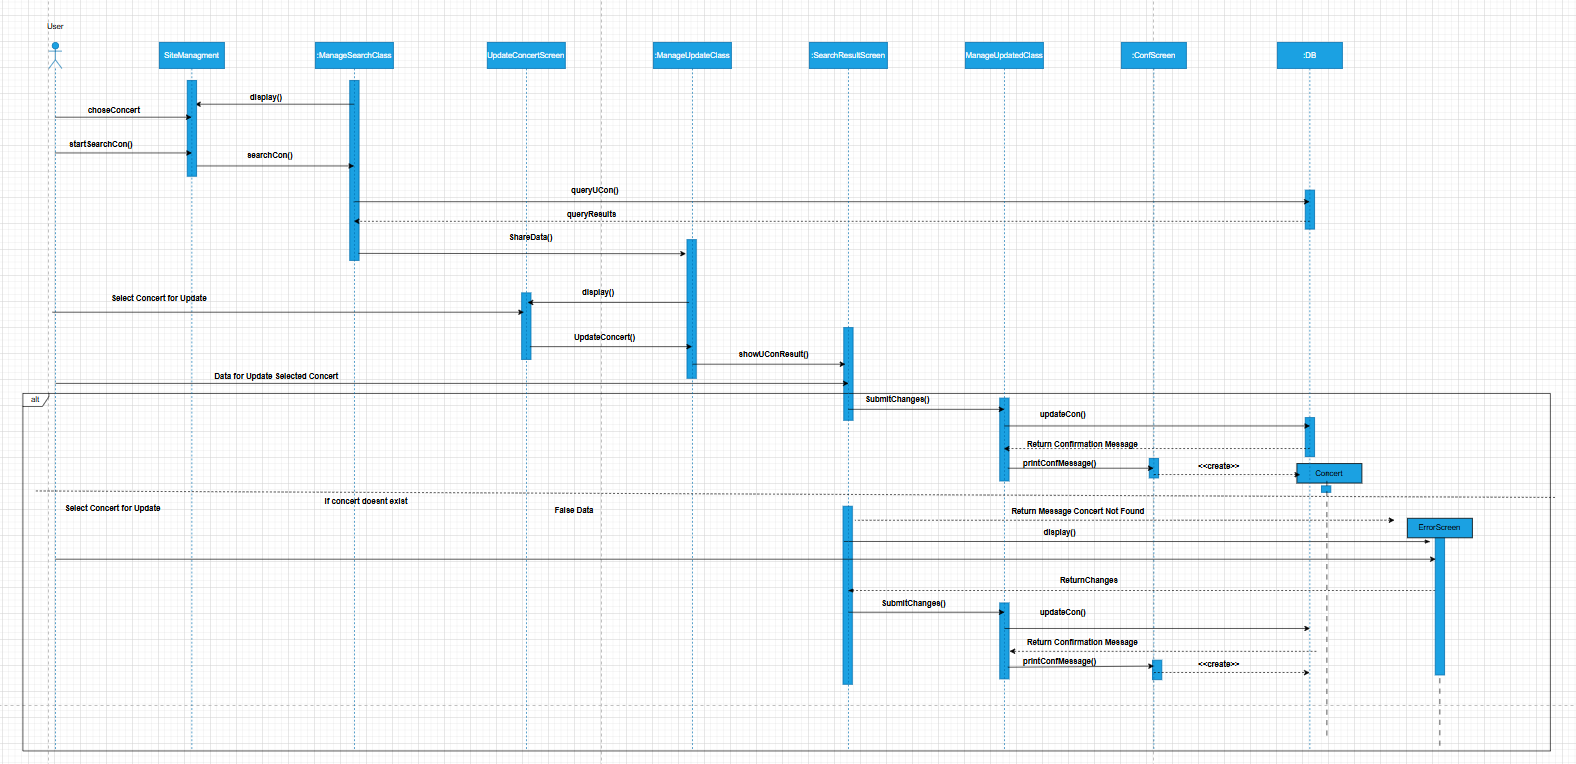 User
SiteManagment
:ManageSearchClass
UpdateConcertScreen
:ManageUpdateClass
:SearchResultScreen
ManageUpdatedClass
:ConfScreen
:DB
display()
choseConcert
startSearchCon()
searchCon()
queryUCon()
queryResults
ShareData()
display()
Select Concert for Update
UpdateConcert()
showUConResult()
Data for Update Selected Concert
alt
SubmitChanges()
updateCon()
Return Confirmation Message
printConfMessage()
<<create>>
Concert
If concert doesnt exist
Select Concert for Update
False Data
Return Message Concert Not Found
ErrorScreen
display()
ReturnChanges
SubmitChanges()
updateCon()
Return Confirmation Message
printConfMessage()
<<create>>